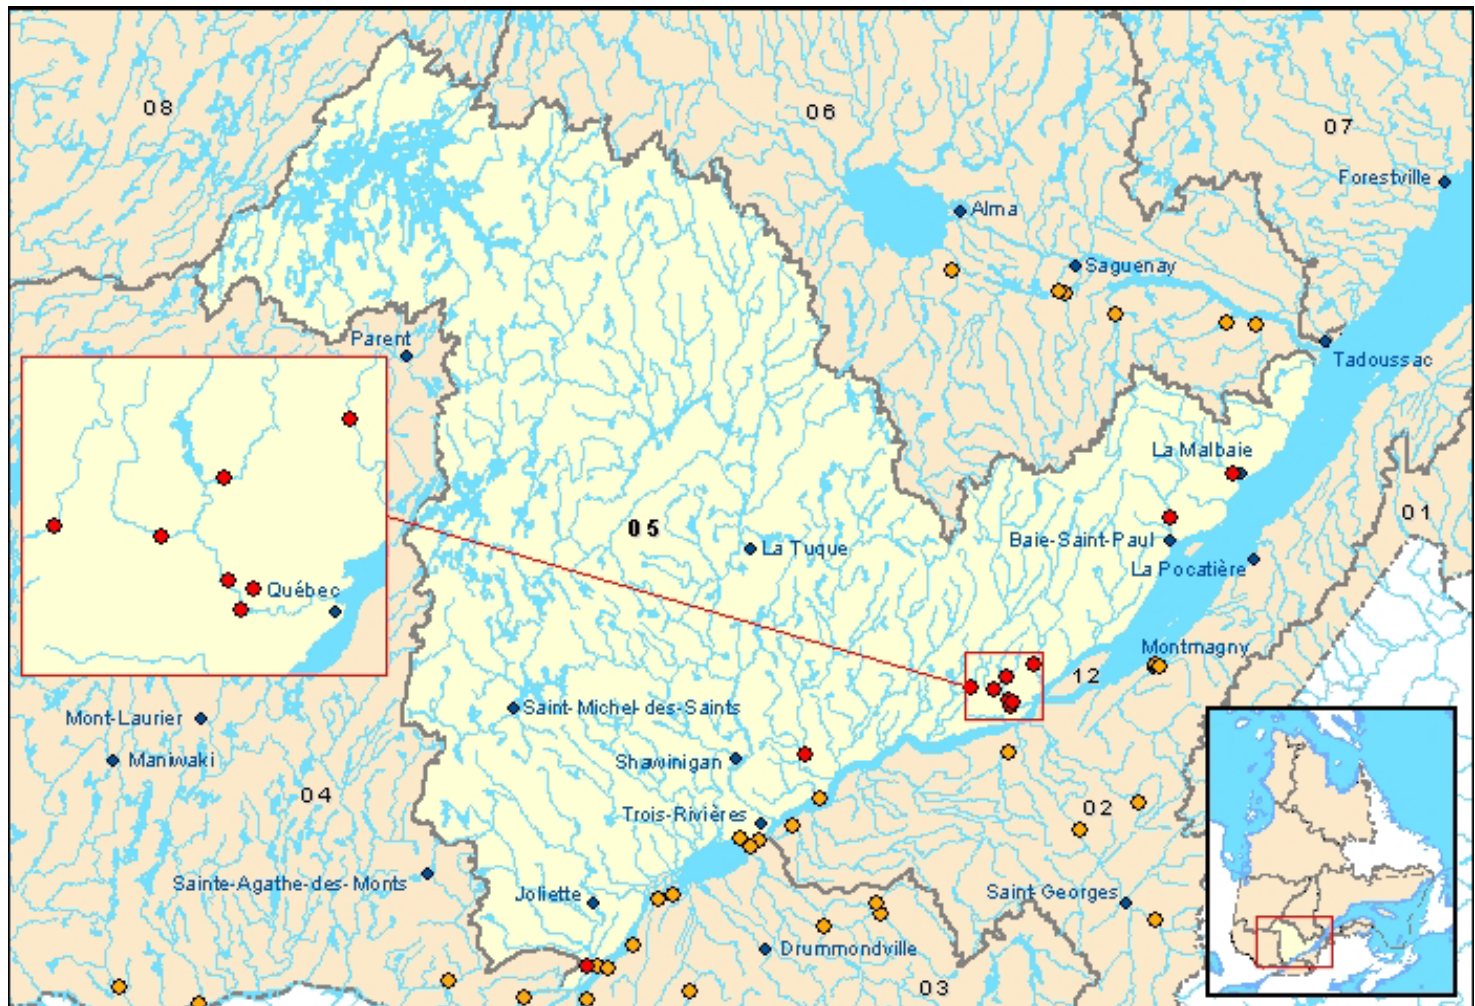 08
06
07
Forestville
Alma
Saguenay
Parent
Tadoussac
La Malbaie
01
05
La Tuque
Baie-Saint-Paul
La Pocatière
Québec
Montmagny
12
Mont-Laurier
Saint-Michel-des-Saints
Maniwaki
Shawinigan
04
02
Trois-Rivières
Sainte-Agathe-des-Monts
Joliette
Saint-Georges
Drummondville
03